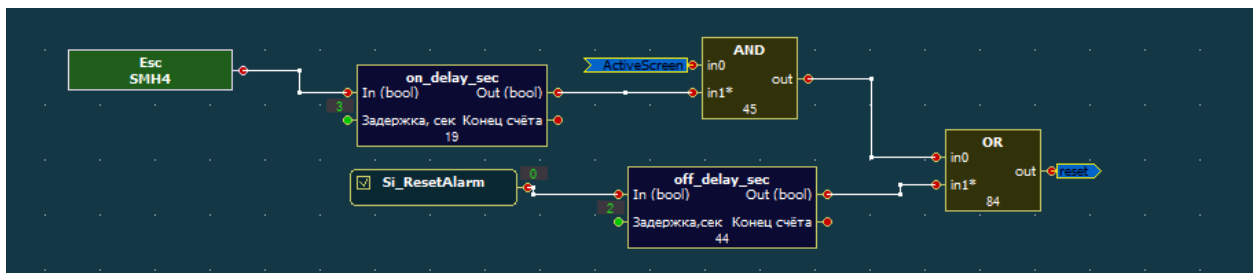 Esc
SMH4
on_delay_sec
In (bool) Out (bool)
3
Задержка, сек Конец счёта
19
ActiveScreen
AND
in0
out
in1*
45
Si_ResetAlarm
0
off_delay_sec
In (bool) Out (bool)
2
Задержка,сек Конец счёта
44
OR
in0
out
in1*
84
reset